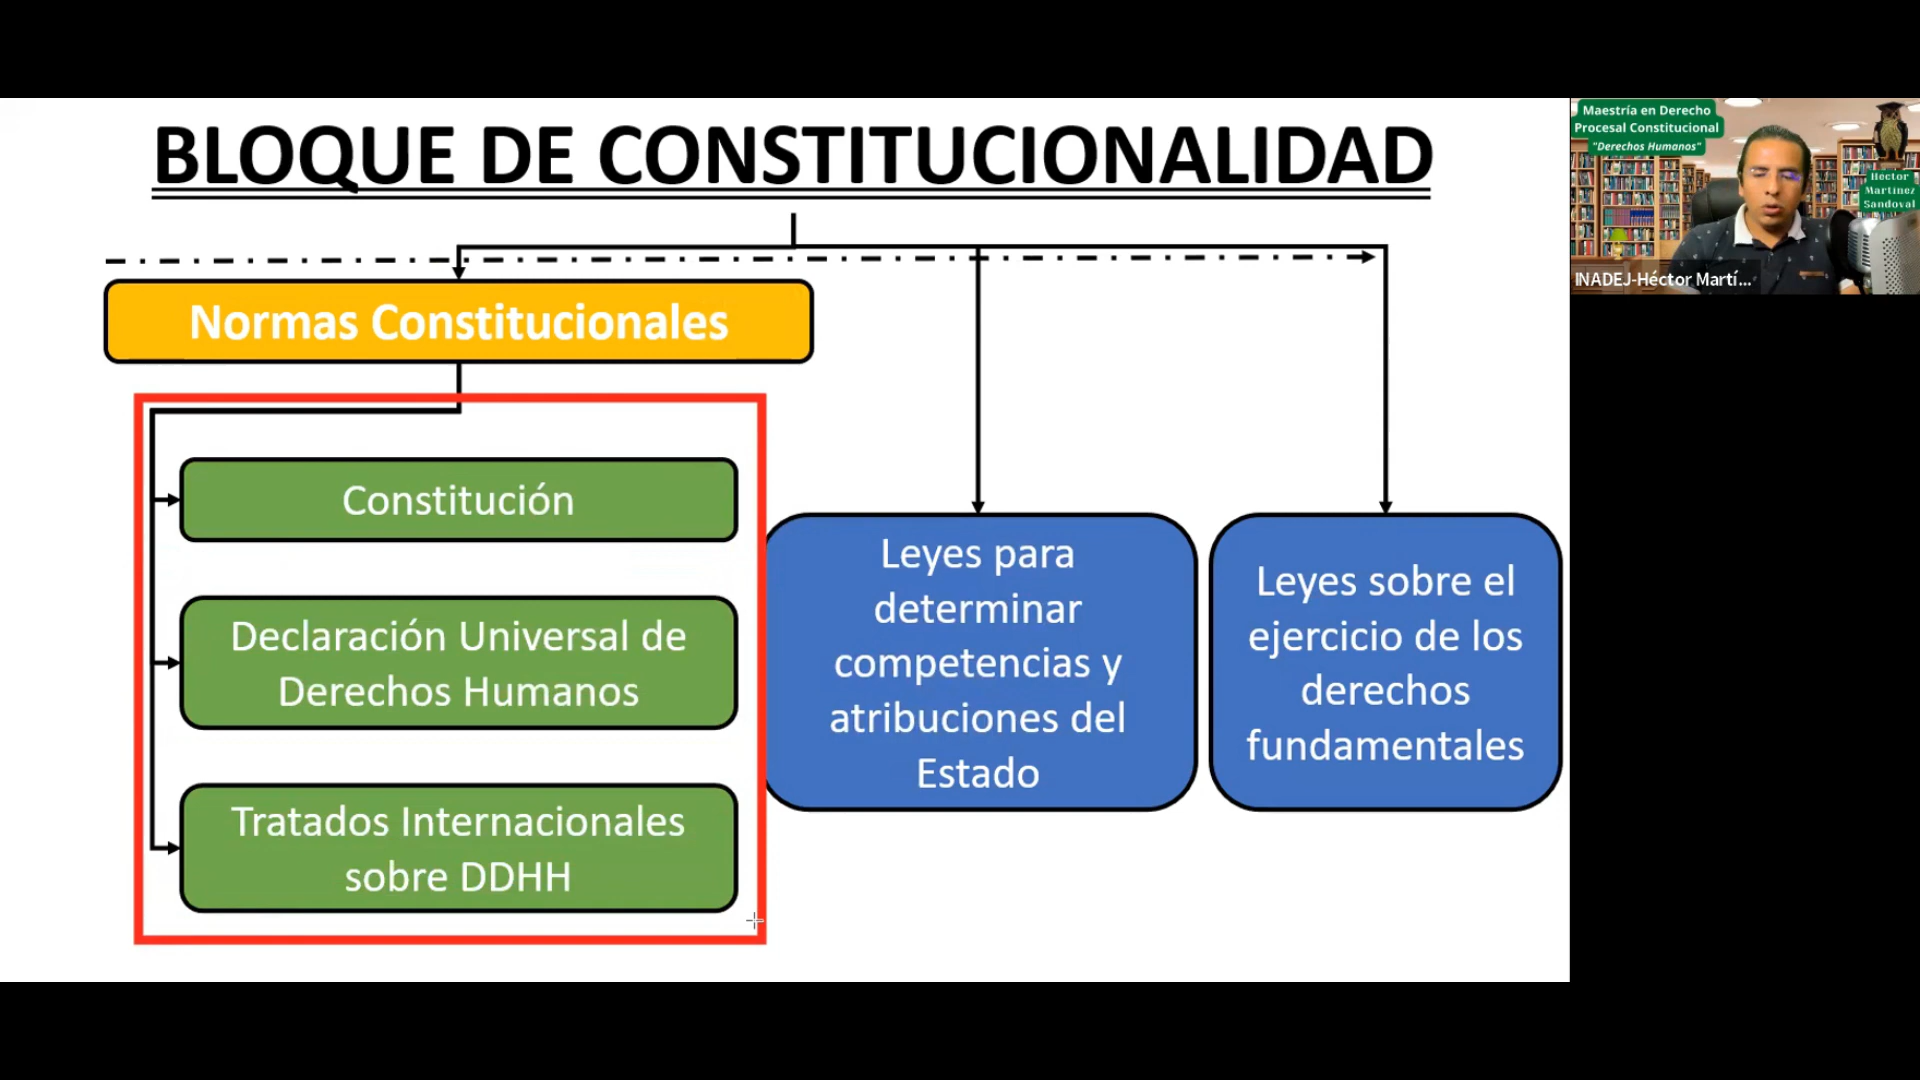 BLOQUE DE CONSTITUCIONALIDAD
Normas Constitucionales
Constitución
Declaración Universal de
Derechos Humanos
Tratados Internacionales
sobre DDHH
Leyes para
determinar
competencias y
atribuciones del
Estado
Leyes sobre el
ejercicio de los
derechos
fundamentales
Maestría en Derecho
Procesal Constitucional
"Derechos Humanos"
Héctor
Martínez
Sandoval
INADEJ-Héctor Martí...